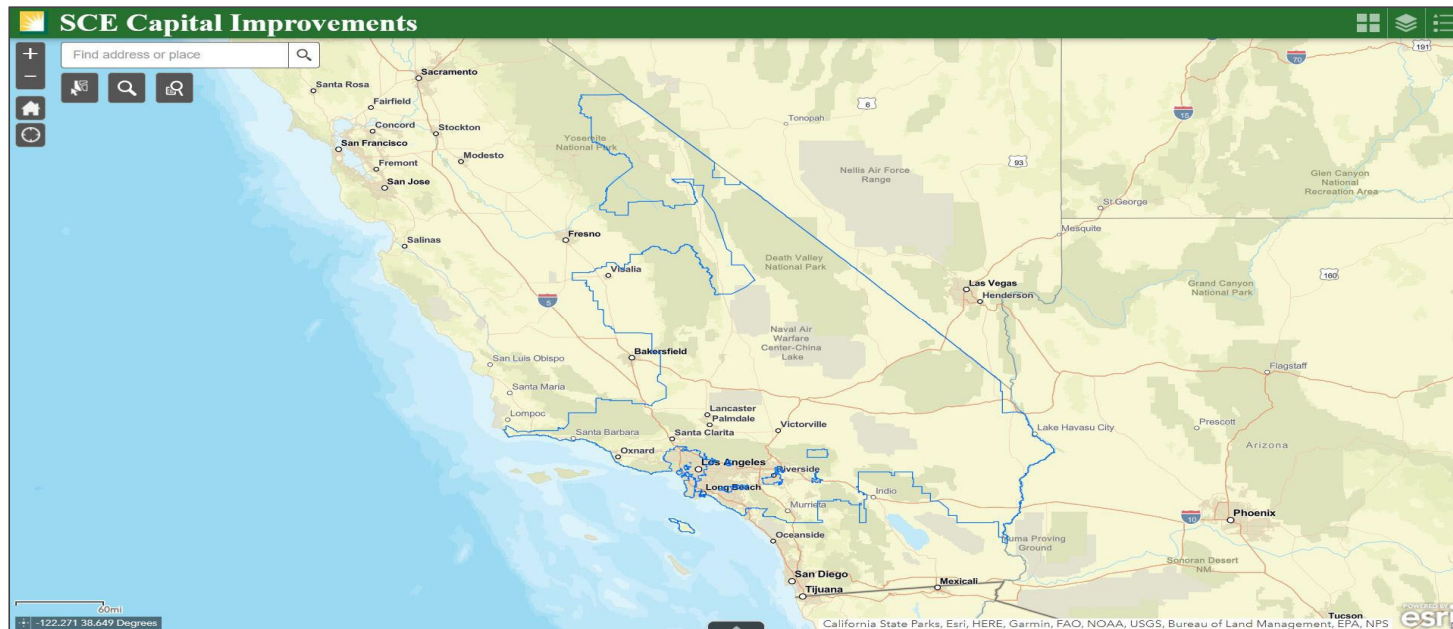 SCE Capital Improvements
Find address or place
+
−
Sacramento
Santa Rosa
Fairfield
Concord
Stockton
San Francisco
Modesto
Fremont
San Jose
Yosemite
National Park
Tonopah
6
Nellis Air Force
Range
93
70
191
15
Glen Canyon
National
Recreation Area
St George
Mesquite
Salinas
Fresno
Visalia
5
Death Valley
National Park
Las Vegas
Henderson
160
Grand Canyon
National Park
Naval Air
Warfare
Center-China
Lake
San Luis Obispo
Bakersfield
Flagstaff
Santa Maria
Lompoc
Lancaster
Palmdale
Victorville
Prescott
Santa Barbara
Santa Clarita
Lake Havasu City
Arizona
Oxnard
Los Angeles
Riverside
Long Beach
Indio
Murrieta
Phoenix
10
Oceanside
Yuma Proving
Ground
Sonoran Desert
NM
San Diego
Tijuana
Mexicali
Tucson
60mi
-122.271 38.649 Degrees
California State Parks, Esri, HERE, Garmin, FAO, NOAA, USGS, Bureau of Land Management, EPA, NPS
POWERED BY
esri